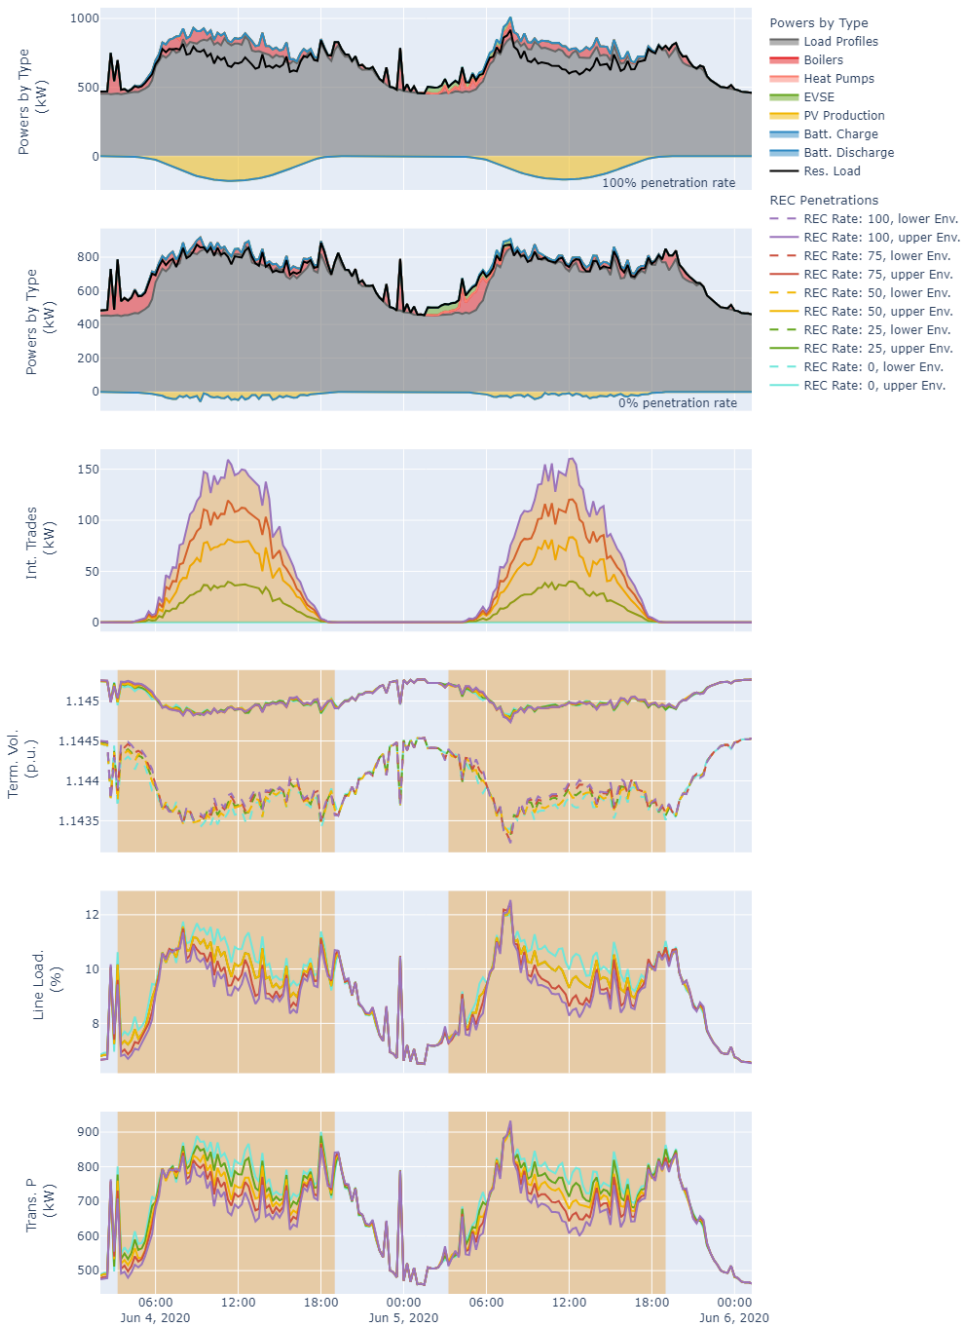 Powers by Type
(kW)
1000
500
0
100% penetration rate
Powers by Type
Load Profiles
Boilers
Heat Pumps
EVSE
PV Production
Batt. Charge
Batt. Discharge
Res. Load
REC Penetrations
REC Rate: 100, lower Env.
REC Rate: 100, upper Env.
REC Rate: 75, lower Env.
REC Rate: 75, upper Env.
REC Rate: 50, lower Env.
REC Rate: 50, upper Env.
REC Rate: 25, lower Env.
REC Rate: 25, upper Env.
REC Rate: 0, lower Env.
REC Rate: 0, upper Env.
Powers by Type
(kW)
800
600
400
200
0
0% penetration rate
Int. Trades
(kW)
150
100
50
0
Term. Vol.
(p.u.)
1.145
1.1445
1.144
1.1435
Line Load.
(%)
12
10
8
Trans. P
(kW)
900
800
700
600
500
06:00 12:00 18:00 00:00 06:00 12:00 18:00 00:00
Jun 4, 2020 Jun 5, 2020 Jun 6, 2020